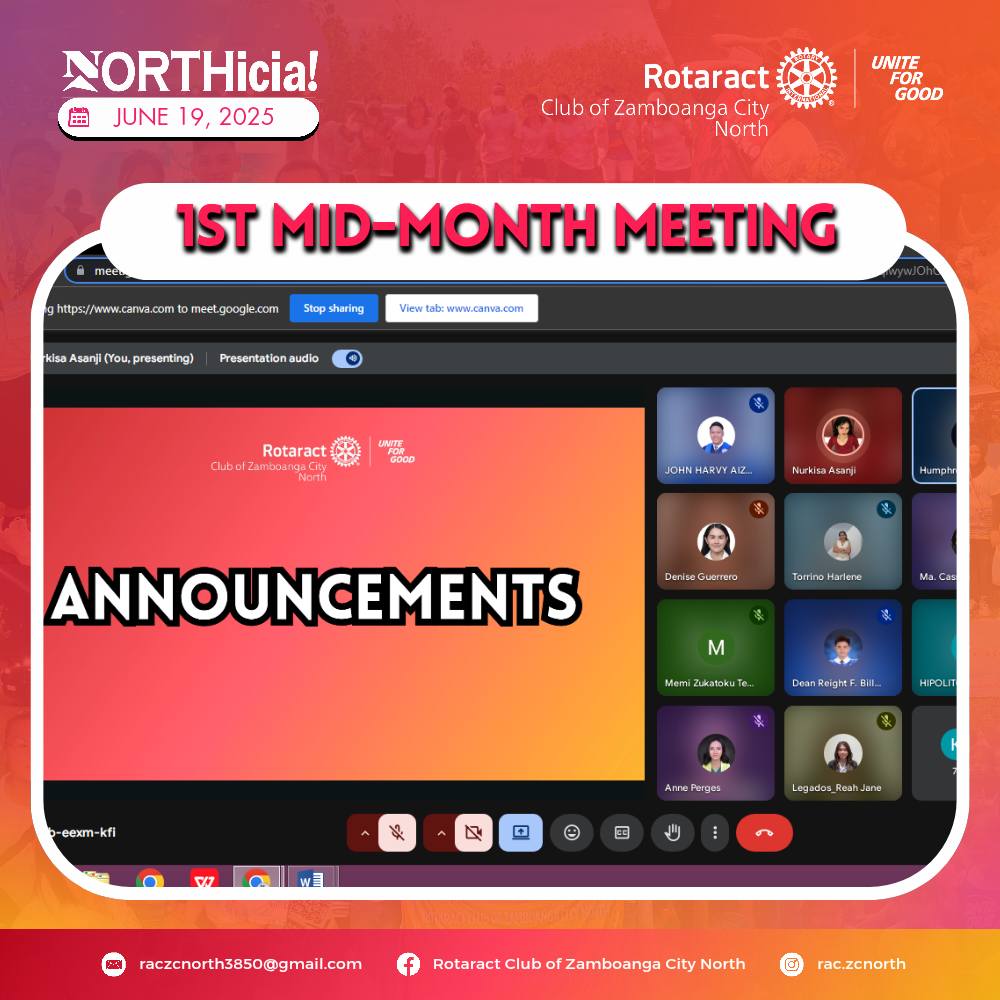 NORTHicia!
JUNE 19, 2025
Rotaract
Club of Zamboanga City
North
UNITE
FOR
GOOD
1ST MID-MONTH MEETING
https://www.canva.com to meet.google.com
Stop sharing
View tab: www.canva.com
Asanji (You, presenting)
Presentation audio
Rotaract
Club of Zamboanga City
North
UNITE
FOR
GOOD
ANNOUNCEMENTS
JOHN HARVY AIZ...
Nurkisa Asanji
Denise Guerrero
Torrino Harlene
M
Memi Zukatoku Te...
Dean Reight F. Bill...
Anne Perges
Legados_Reah Jane
-eexm-kfi
raczcnorth3850@gmail.com
Rotaract Club of Zamboanga City North
rac.zcnorth